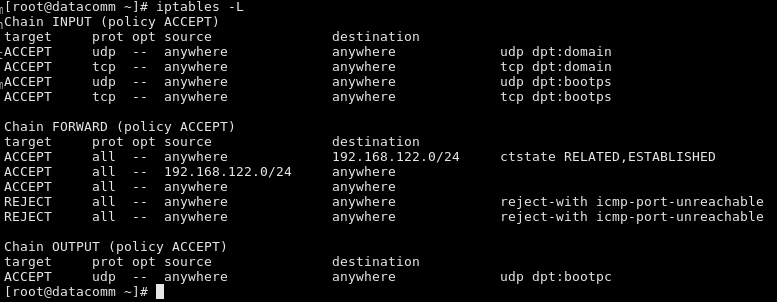 [root@datacomm ~]# iptables -L
Chain INPUT (policy ACCEPT)
target     prot opt source               destination
ACCEPT     udp  --  anywhere             anywhere             udp dpt:domain
ACCEPT     tcp  --  anywhere             anywhere             tcp dpt:domain
ACCEPT     udp  --  anywhere             anywhere             udp dpt:bootps
ACCEPT     tcp  --  anywhere             anywhere             tcp dpt:bootps

Chain FORWARD (policy ACCEPT)
target     prot opt source               destination
ACCEPT     all  --  anywhere             192.168.122.0/24     ctstate RELATED,ESTABLISHED
ACCEPT     all  --  192.168.122.0/24     anywhere
ACCEPT     all  --  anywhere             anywhere
REJECT     all  --  anywhere             anywhere             reject-with icmp-port-unreachable
REJECT     all  --  anywhere             anywhere             reject-with icmp-port-unreachable

Chain OUTPUT (policy ACCEPT)
target     prot opt source               destination
ACCEPT     udp  --  anywhere             anywhere             udp dpt:bootpc
[root@datacomm ~]#